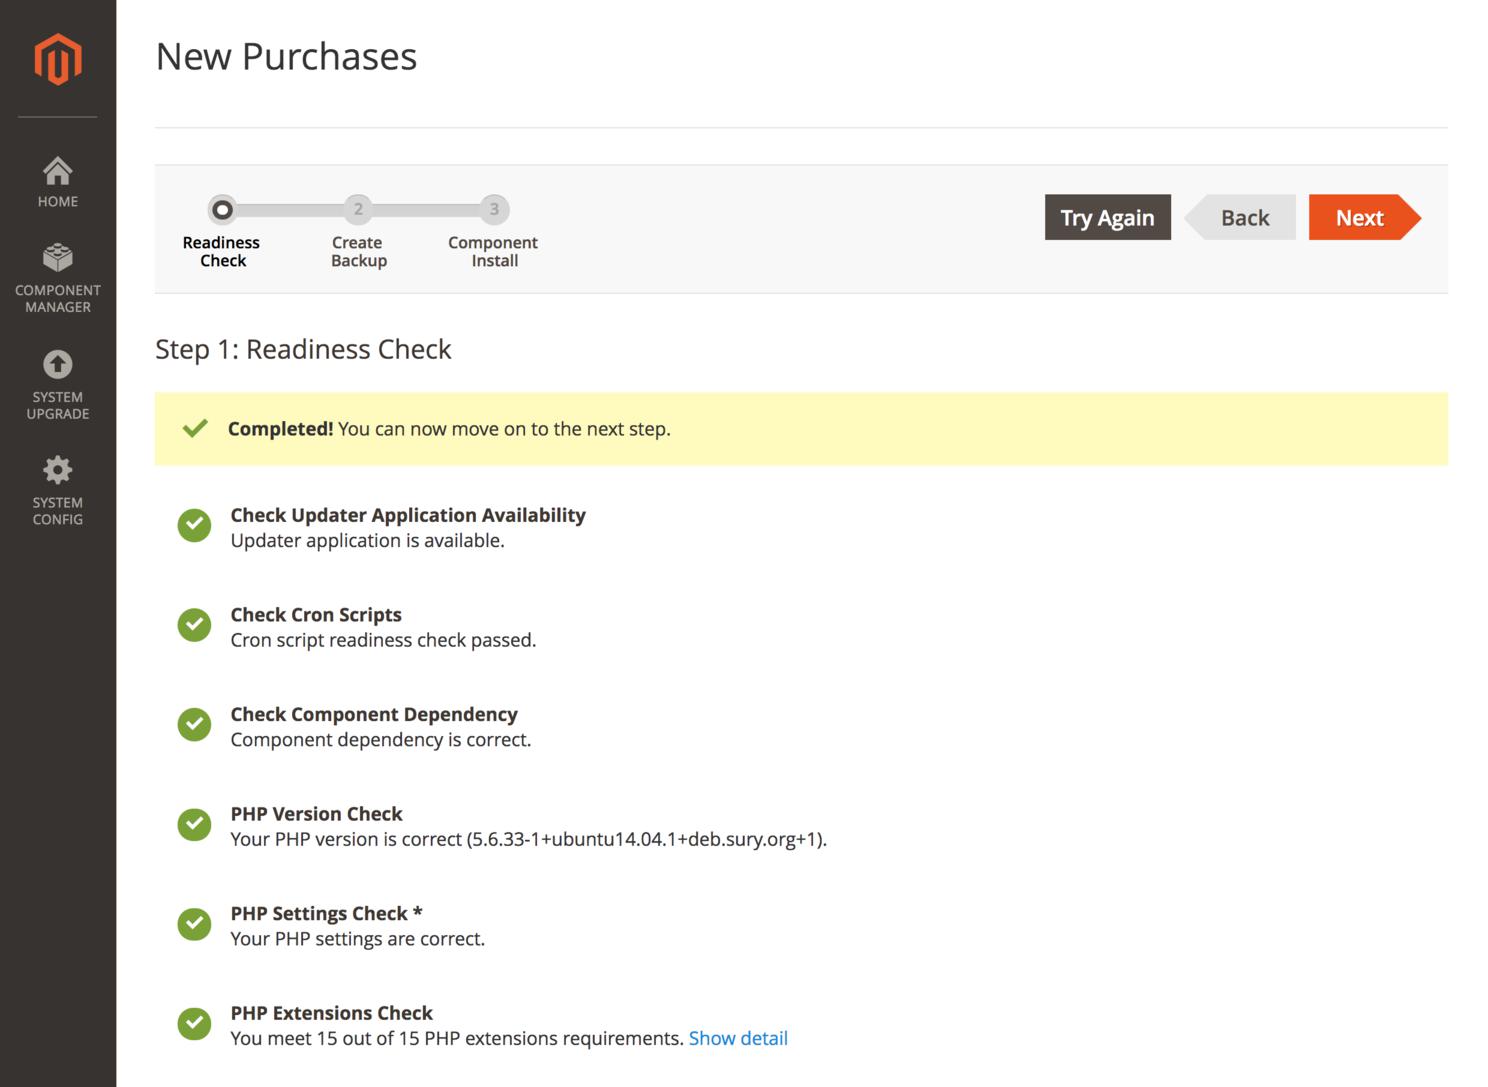 New Purchases
HOME
COMPONENT
MANAGER
SYSTEM
UPGRADE
SYSTEM
CONFIG
2
3
Readiness
Check
Create
Backup
Component
Install
Try Again
Back
Next
Step 1: Readiness Check
Completed! You can now move on to the next step.
Check Updater Application Availability
Updater application is available.
Check Cron Scripts
Cron script readiness check passed.
Check Component Dependency
Component dependency is correct.
PHP Version Check
Your PHP version is correct (5.6.33-1+ubuntu14.04.1+deb.sury.org+1).
PHP Settings Check *
Your PHP settings are correct.
PHP Extensions Check
You meet 15 out of 15 PHP extensions requirements. Show detail